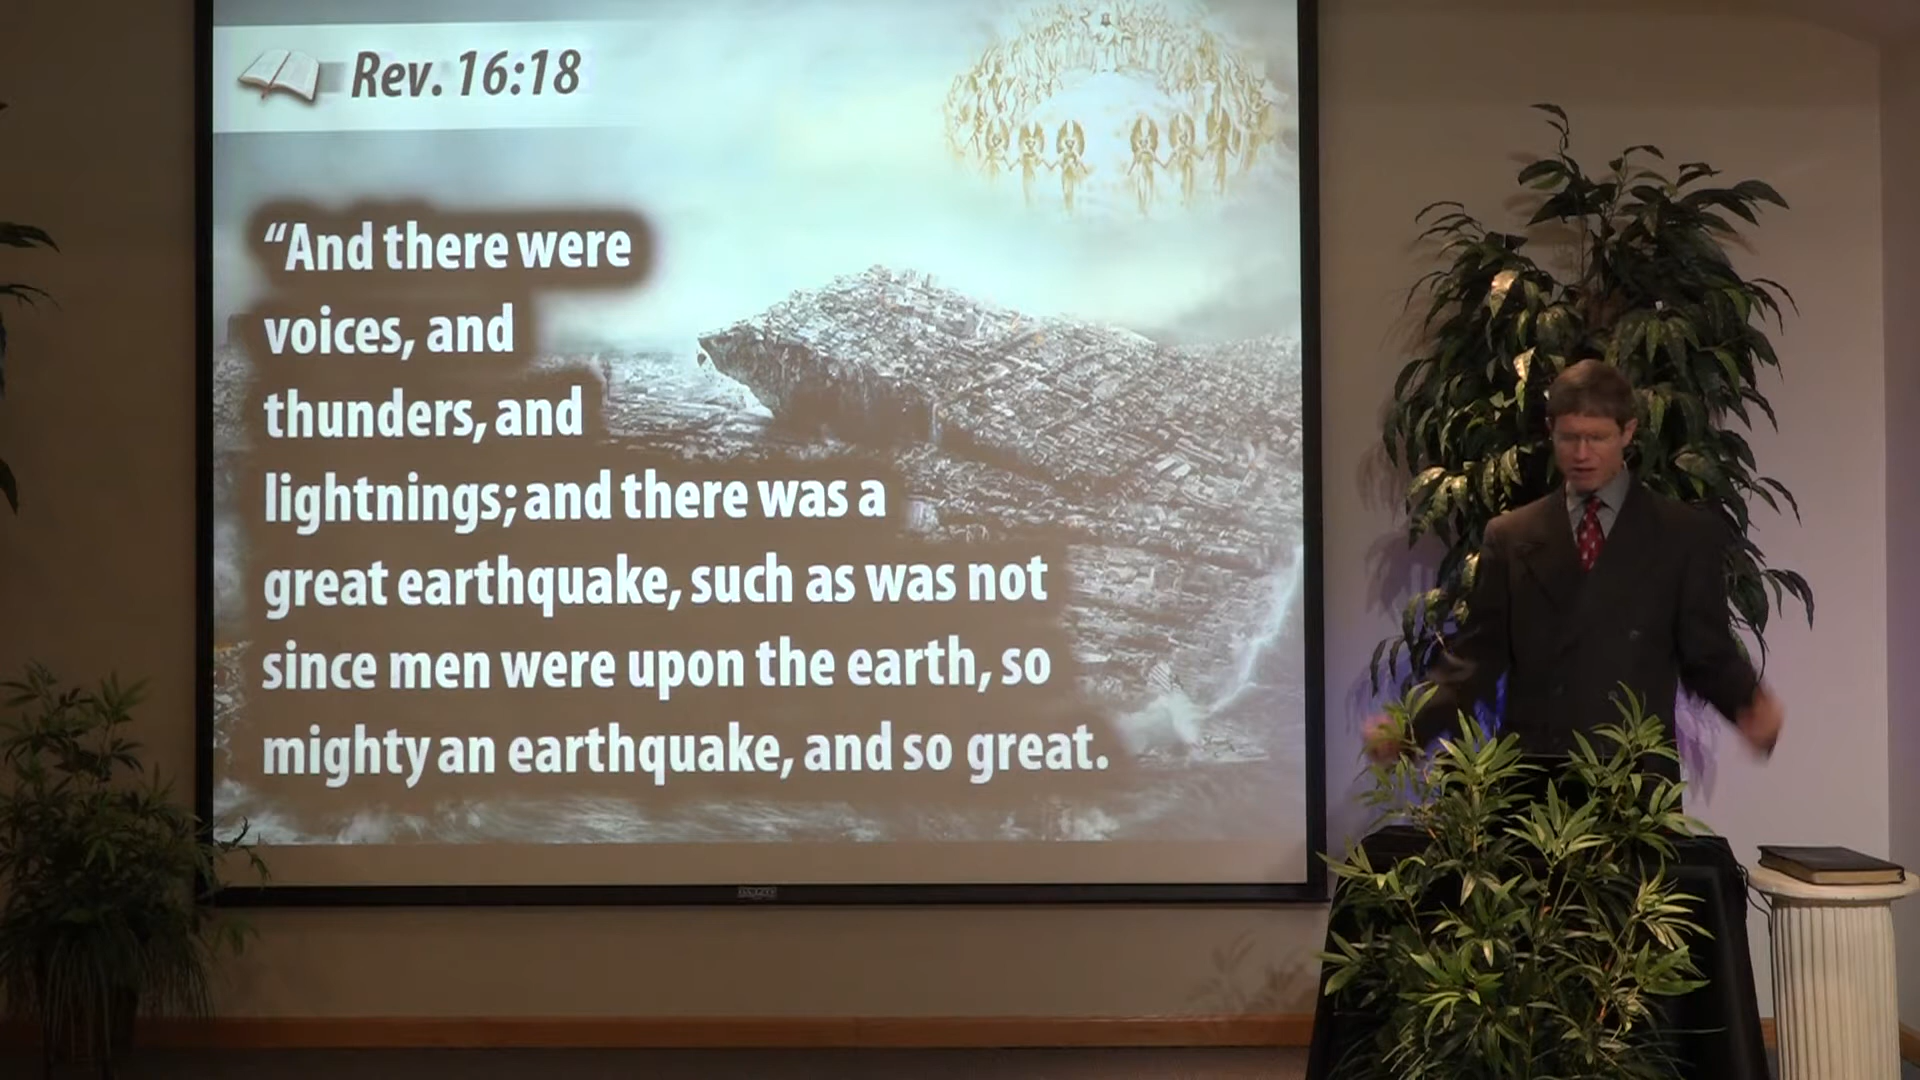 Rev. 16:18
“And there were
voices, and
thunders, and
lightnings; and there was a
great earthquake, such as was not
since men were upon the earth, so
mighty an earthquake, and so great.